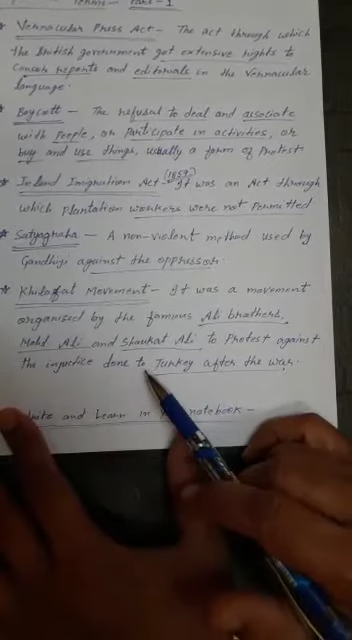 Terms - Part-1
* Vernacular Press Act - The act through which
the British government got extensive rights to
Censor reports and editorials in the Vernacular
language.
* Boycott - The refusal to deal and associate
with People, or Participate in activities, or
buy and use things, usually a form of Protest
* Inland Imigration Act - (1859) It was an Act through
which plantation workers were not Permitted
* Satyagraha - A non-violent method used by
Gandhiji against the oppressor.
* Khilafat Movement - It was a movement
organised by the famous Ali brothers,
Mohd Ali and Shaukat Ali to Protest against
the injustice done to Turkey after the war.
and Learn in notebook -